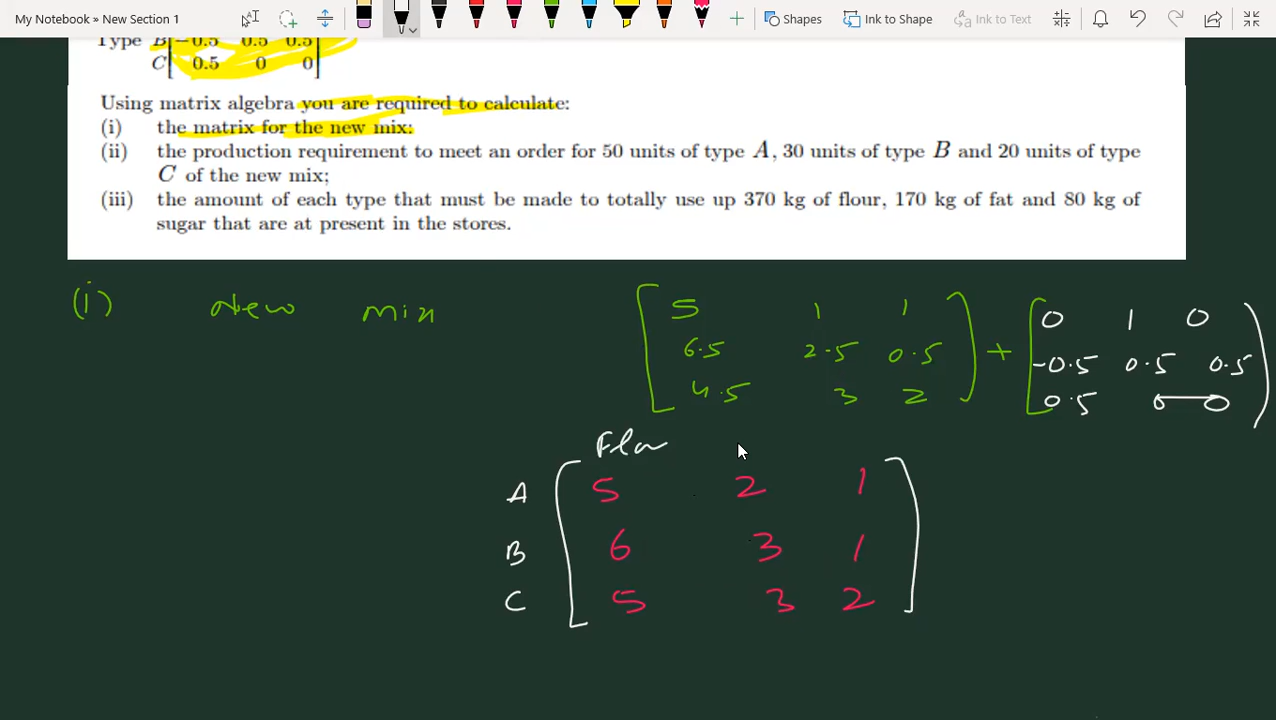 My Notebook » New Section 1
Shapes
Ink to Shape
Ink to Text
Type B -0.5 0.5 0.5
C 0.5 0 0
Using matrix algebra you are required to calculate:
(i) the matrix for the new mix:
(ii) the production requirement to meet an order for 50 units of type A, 30 units of type B and 20 units of type
C of the new mix;
(iii) the amount of each type that must be made to totally use up 370 kg of flour, 170 kg of fat and 80 kg of
sugar that are at present in the stores.
(i) New mix
5 1 1
6.5 2.5 0.5
4.5 3 2
+
0 1 0
-0.5 0.5 0.5
0.5 0 0
Flou
A 5 2 1
B 6 3 1
C 5 3 2